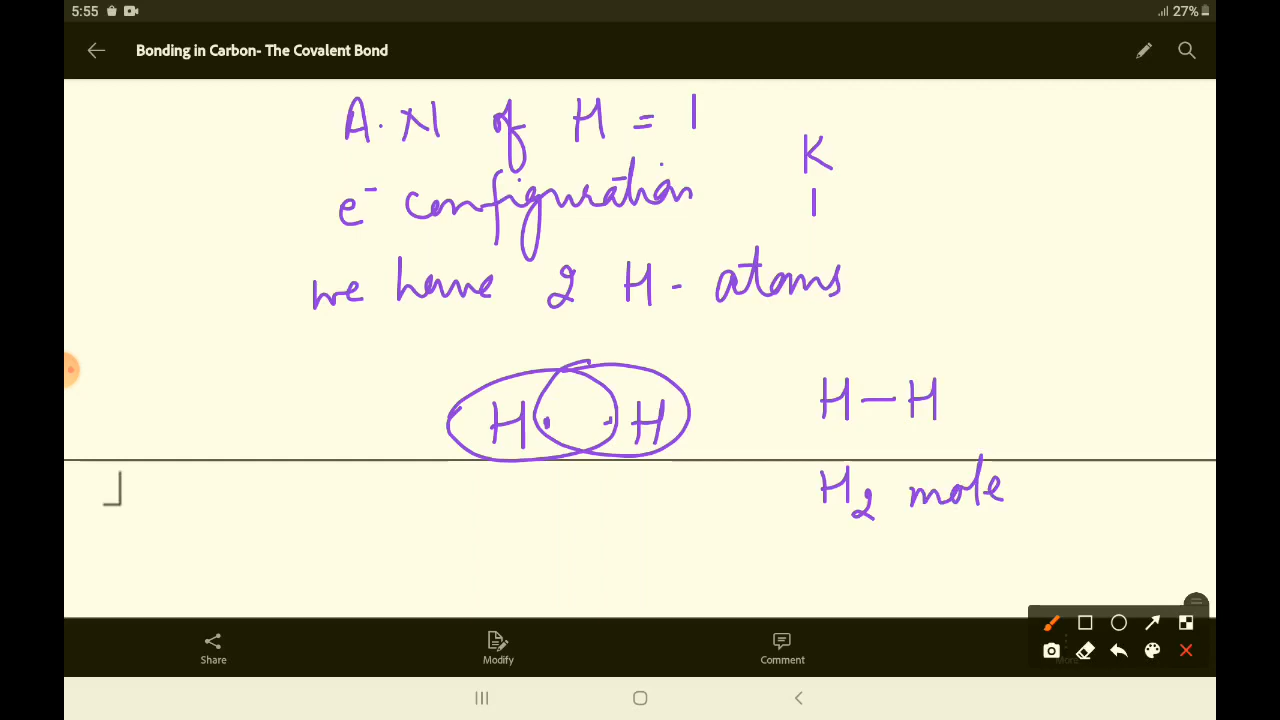 5:55 27%
Bonding in Carbon- The Covalent Bond
A.N of H = 1
K
e⁻ configuration 1
we have 2 H- atoms
H . . H H — H
H₂ mole
Share Modify Comment More